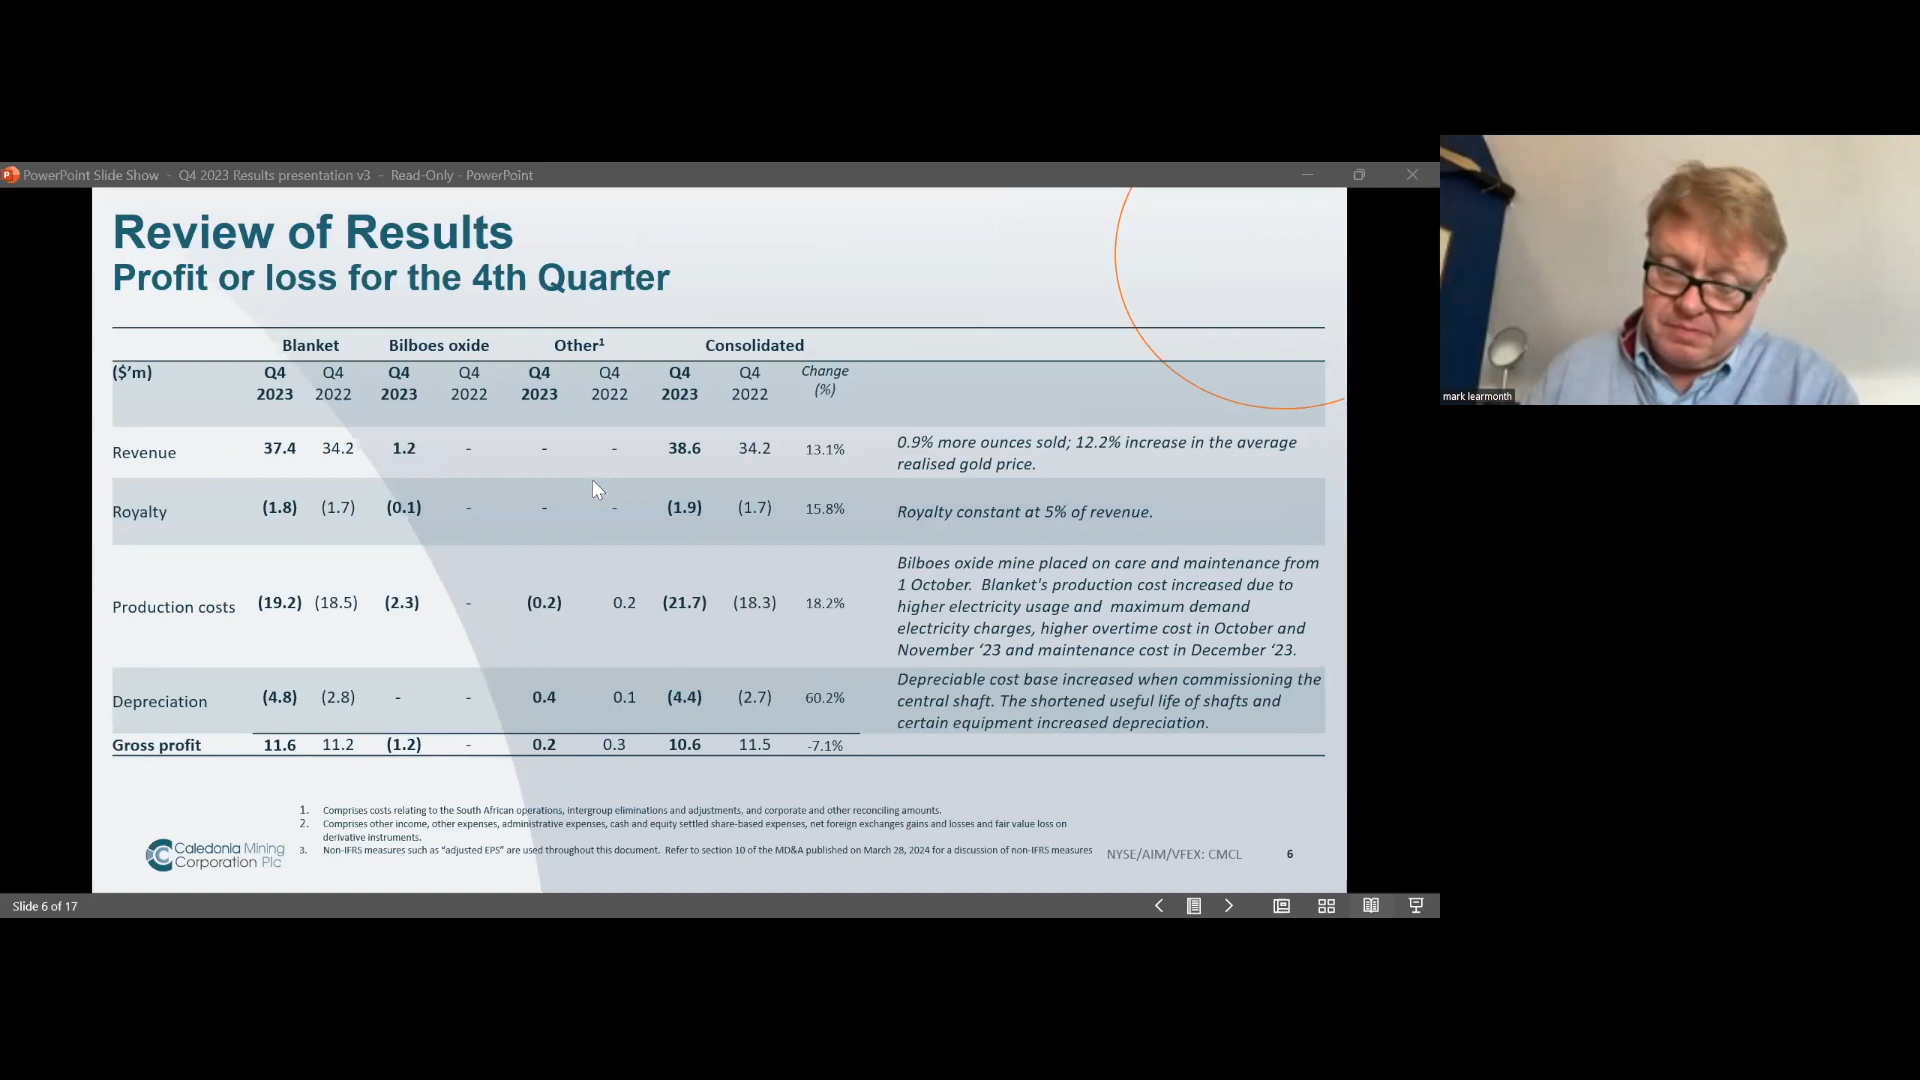 PowerPoint Slide Show - Q4 2023 Results presentation v3 - Read-Only - PowerPoint
Review of Results
Profit or loss for the 4th Quarter
Blanket Bilboes oxide Other¹ Consolidated
($'m) Q4 2023 Q4 2022 Q4 2023 Q4 2022 Q4 2023 Q4 2022 Q4 2023 Q4 2022 Change (%)
Revenue 37.4 34.2 1.2 - - - 38.6 34.2 13.1% 0.9% more ounces sold; 12.2% increase in the average
realised gold price.
Royalty (1.8) (1.7) (0.1) - - - (1.9) (1.7) 15.8% Royalty constant at 5% of revenue.
Production costs (19.2) (18.5) (2.3) - (0.2) 0.2 (21.7) (18.3) 18.2% Bilboes oxide mine placed on care and maintenance from
1 October. Blanket's production cost increased due to
higher electricity usage and maximum demand
electricity charges, higher overtime cost in October and
November ‘23 and maintenance cost in December ‘23.
Depreciation (4.8) (2.8) - - 0.4 0.1 (4.4) (2.7) 60.2% Depreciable cost base increased when commissioning the
central shaft. The shortened useful life of shafts and
certain equipment increased depreciation.
Gross profit 11.6 11.2 (1.2) - 0.2 0.3 10.6 11.5 -7.1%
1. Comprises costs relating to the South African operations, intergroup eliminations and adjustments, and corporate and other reconciling amounts.
2. Comprises other income, other expenses, administrative expenses, cash and equity settled share-based expenses, net foreign exchanges gains and losses and fair value loss on
derivative instruments.
3. Non-IFRS measures such as “adjusted EPS” are used throughout this document. Refer to section 10 of the MD&A published on March 28, 2024 for a discussion of non-IFRS measures
Caledonia Mining
Corporation Plc
NYSE/AIM/VFEX: CMCL 6
Slide 6 of 17
mark learmonth